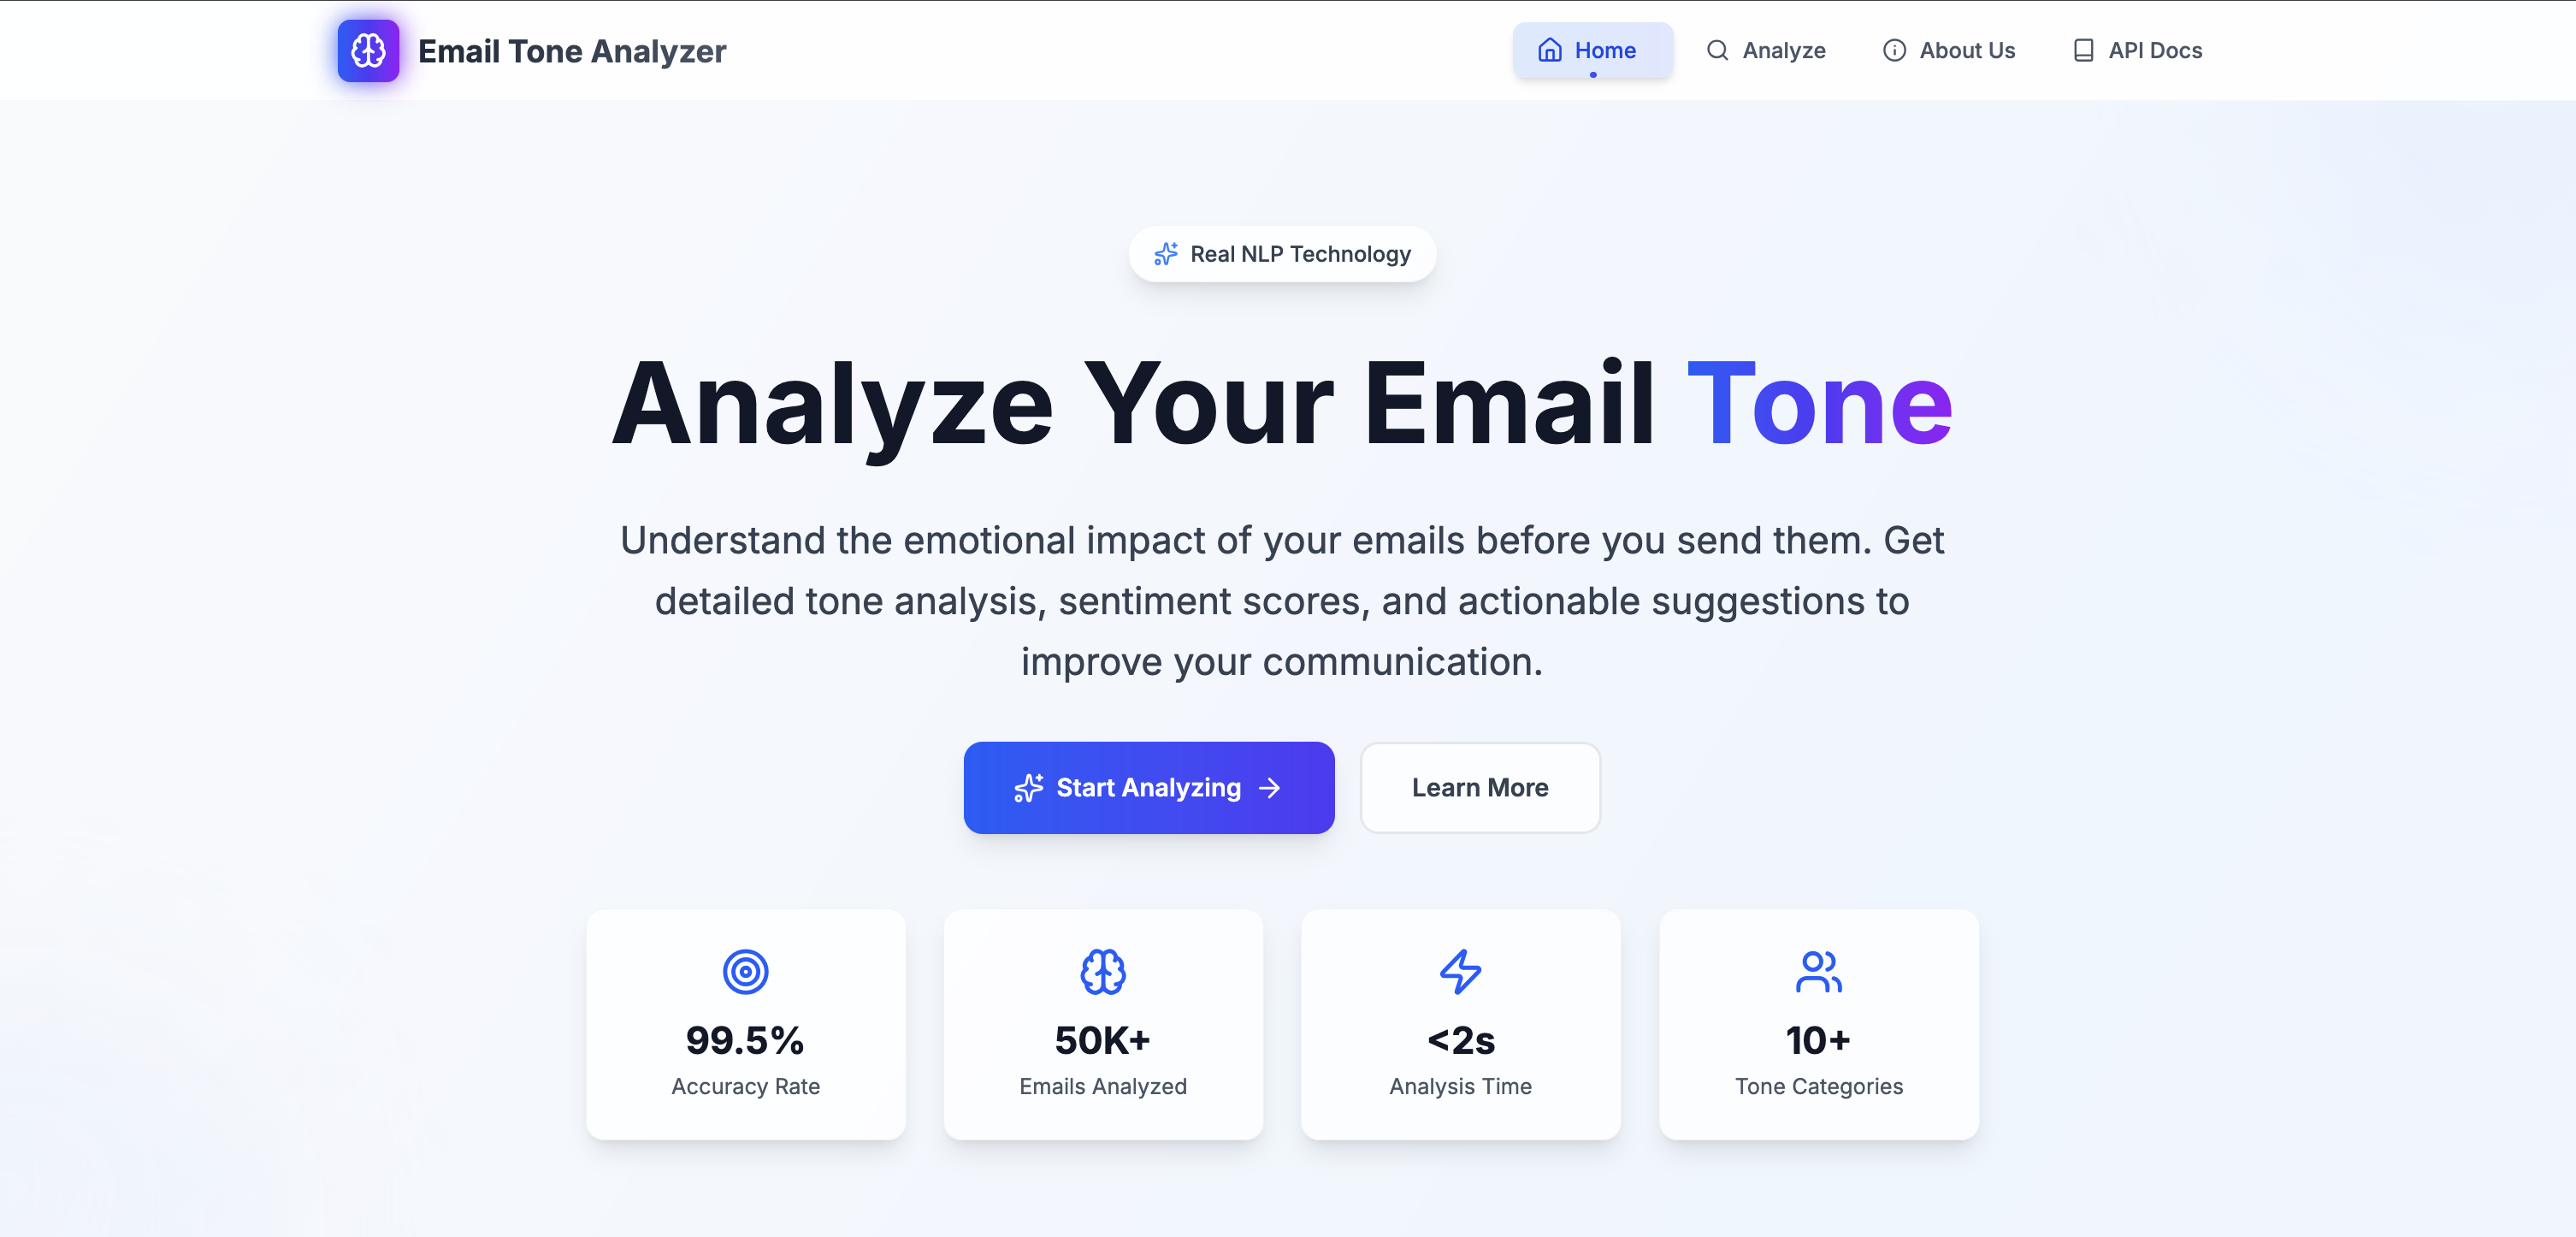 Email Tone Analyzer
Home
Analyze
About Us
API Docs
Real NLP Technology
Analyze Your Email Tone
Understand the emotional impact of your emails before you send them. Get
detailed tone analysis, sentiment scores, and actionable suggestions to
improve your communication.
Start Analyzing
Learn More
99.5%
Accuracy Rate
50K+
Emails Analyzed
<2s
Analysis Time
10+
Tone Categories